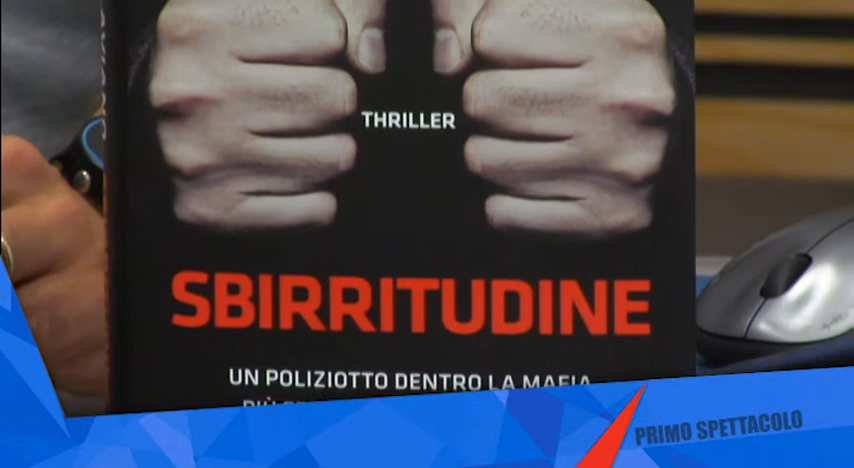 THRILLER
SBIRRITUDINE
UN POLIZIOTTO DENTRO LA MAFIA
PRIMO SPETTACOLO